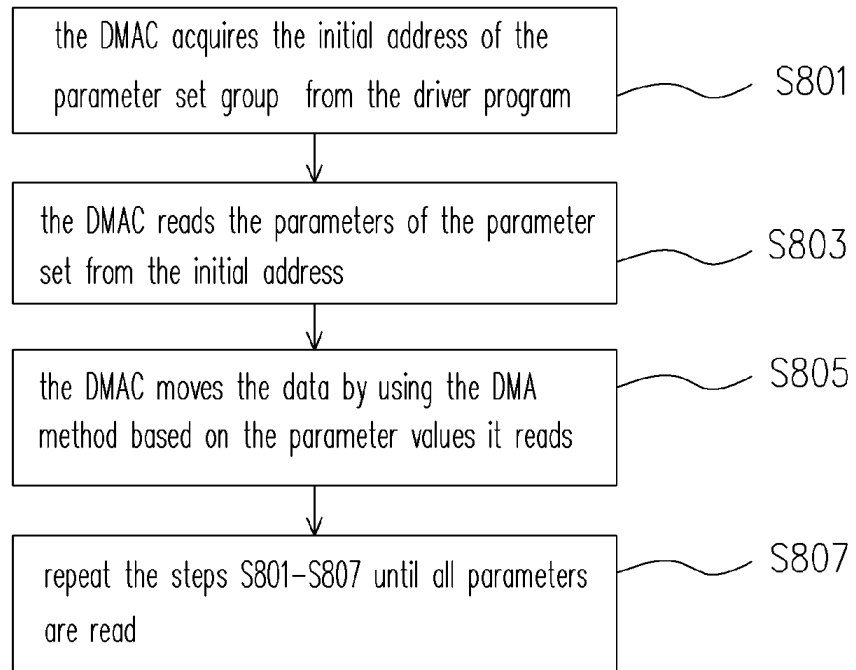 the DMAC acquires the initial address of the
parameter set group from the driver program
S801
the DMAC reads the parameters of the parameter
set from the initial address
S803
the DMAC moves the data by using the DMA
method based on the parameter values it reads
S805
repeat the steps S801-S807 until all parameters
are read
S807